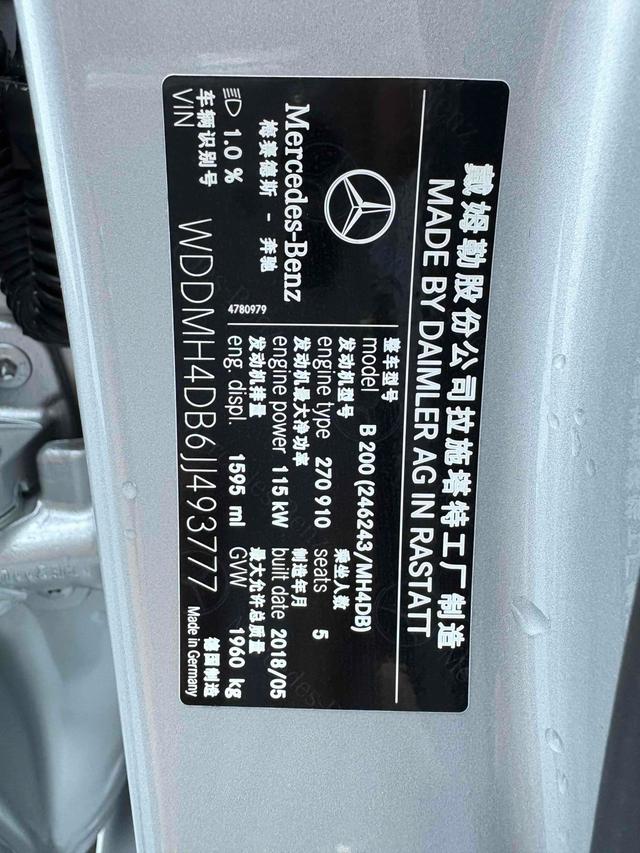 戴姆勒股份公司拉施塔特工厂制造
MADE BY DAIMLER AG IN RASTATT
Mercedes-Benz
梅赛德斯 - 奔驰
4780979
整车型号
model B 200 (246243/MH4DB)
发动机型号 乘坐人数
engine type 270 910 seats 5
发动机最大净功率 制造年月
engine power 115 kW built date 2018/05
发动机排量 最大允许总质量
eng. displ. 1595 ml GVW 1960 kg
1.0 %
车辆识别号
VIN WDDMH4DB6JJ493777
德国制造
Made in Germany